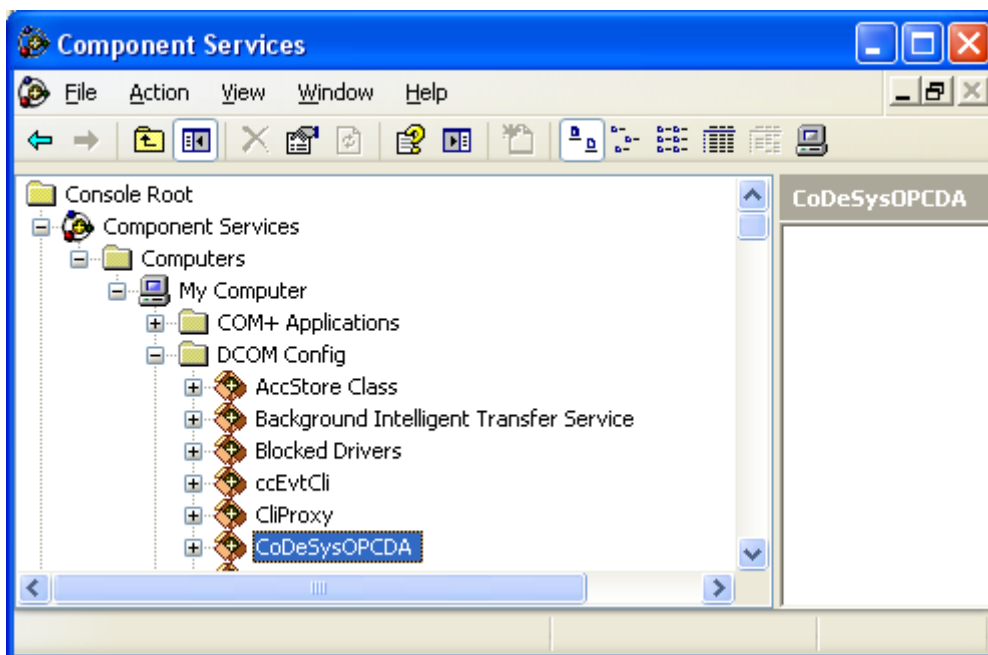 Component Services
File Action View Window Help
Console Root
CoDeSysOPCDA
Component Services
Computers
My Computer
COM+ Applications
DCOM Config
AccStore Class
Background Intelligent Transfer Service
Blocked Drivers
ccEvtCli
CliProxy
CoDeSysOPCDA